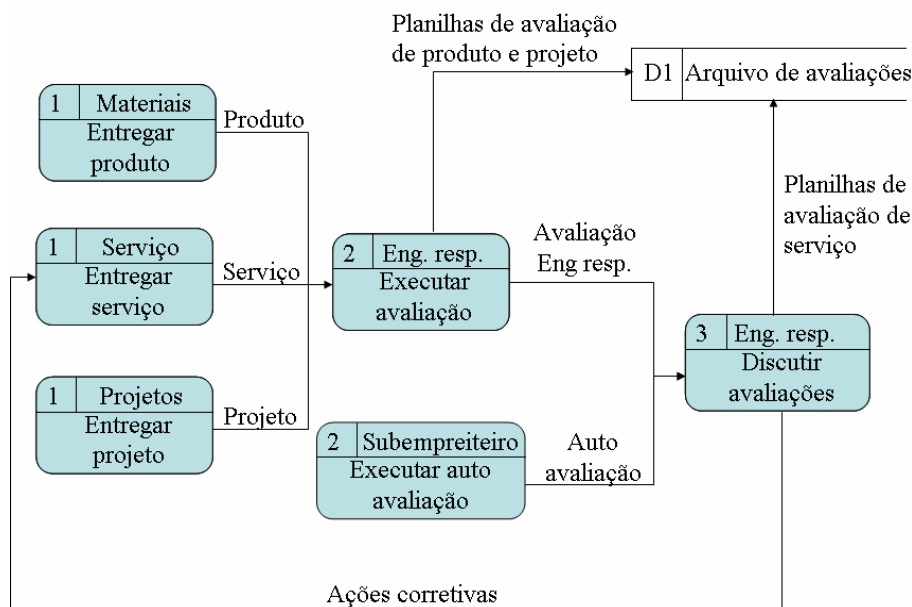 Planilhas de avaliação
de produto e projeto
D1 Arquivo de avaliações
1 Materiais
Entregar
produto
Produto
Planilhas de
avaliação de
serviço
1 Serviço
Entregar
serviço
Serviço
2 Eng. resp.
Executar
avaliação
Avaliação
Eng resp.
3 Eng. resp.
Discutir
avaliações
1 Projetos
Entregar
projeto
Projeto
2 Subempreiteiro
Executar auto
avaliação
Auto
avaliação
Ações corretivas